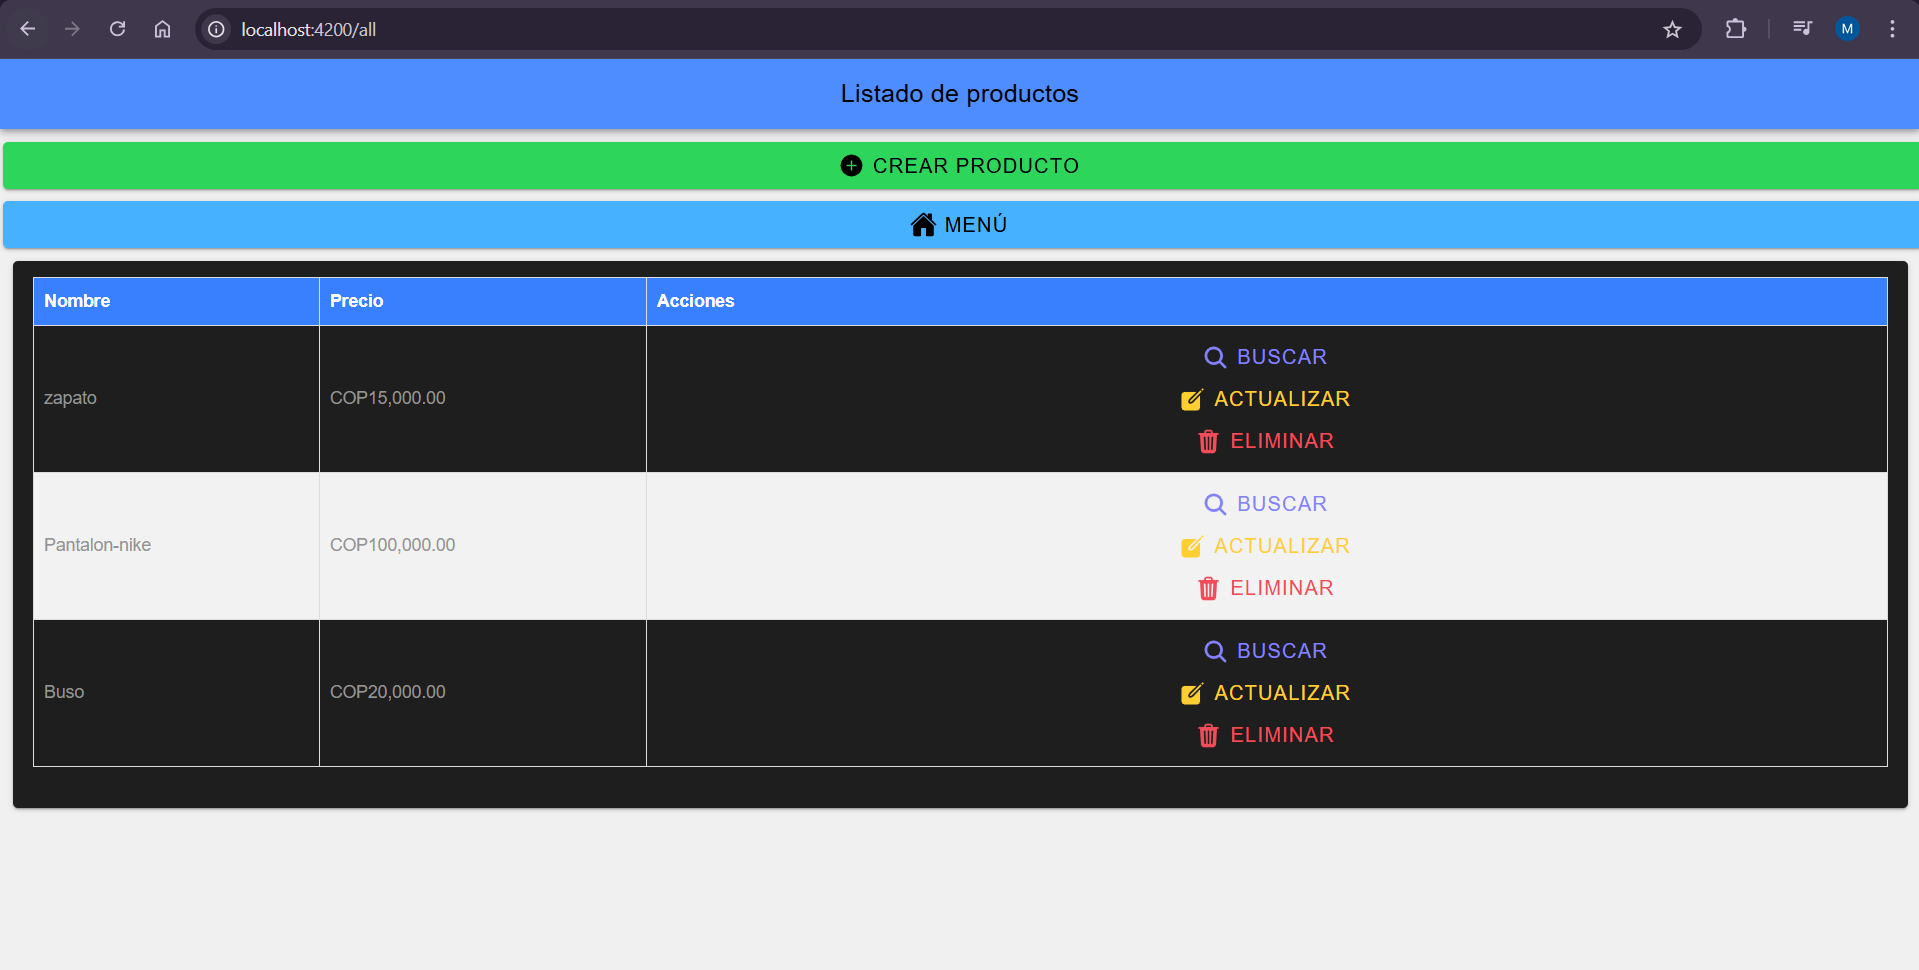 localhost:4200/all
M
Listado de productos
CREAR PRODUCTO
MENÚ
Nombre Precio Acciones
BUSCAR
zapato COP15,000.00 ACTUALIZAR
ELIMINAR
BUSCAR
Pantalon-nike COP100,000.00 ACTUALIZAR
ELIMINAR
BUSCAR
Buso COP20,000.00 ACTUALIZAR
ELIMINAR